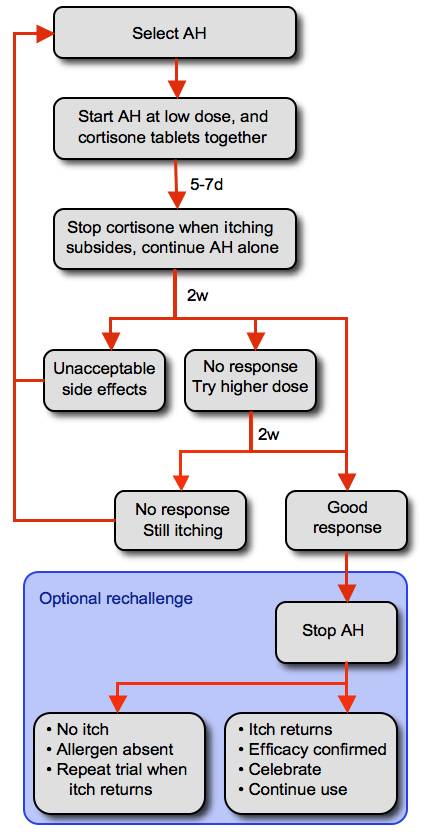 Select AH
Start AH at low dose, and
cortisone tablets together
5-7d
Stop cortisone when itching
subsides, continue AH alone
2w
Unacceptable
side effects
No response
Try higher dose
2w
No response
Still itching
Good
response
Optional rechallenge
Stop AH
• No itch
• Allergen absent
• Repeat trial when
itch returns
• Itch returns
• Efficacy confirmed
• Celebrate
• Continue use